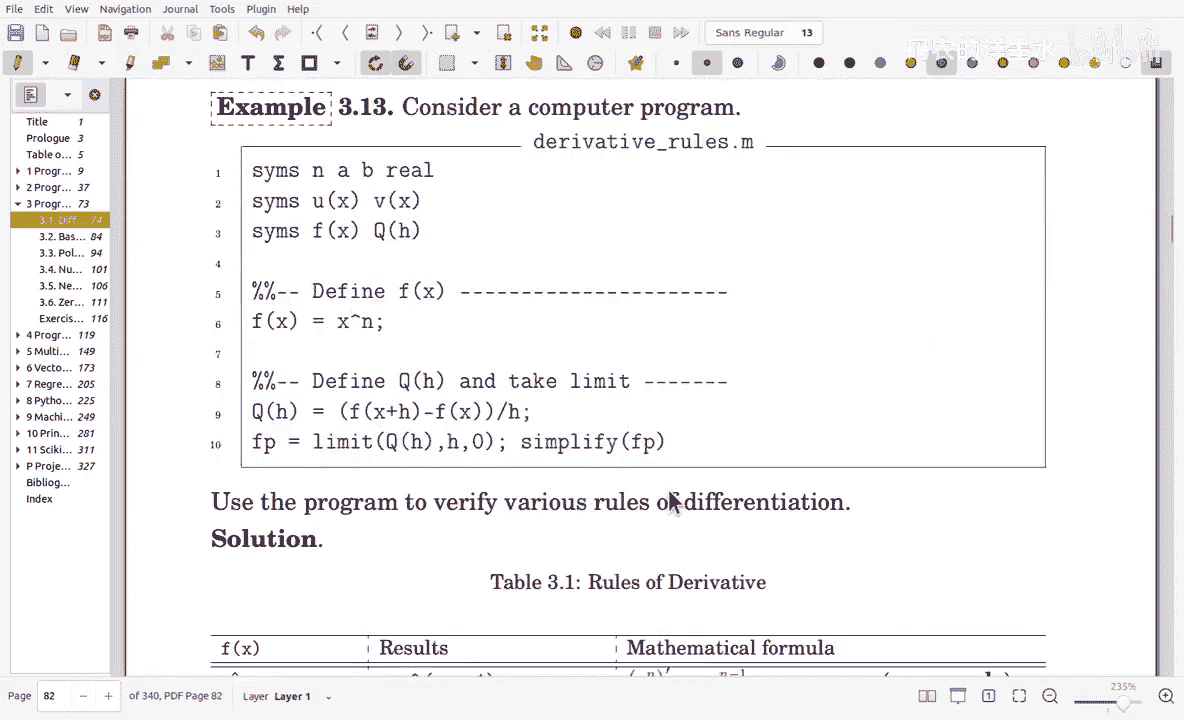 File Edit View Navigation Journal Tools Plugin Help
Sans Regular 13
Title 1
Prologue 3
Table o... 5
1 Progr... 9
2 Progr... 37
3 Progr... 73
3.1. Diff... 74
3.2. Bas... 84
3.3. Pol... 94
3.4. Nu... 101
3.5. Ne... 106
3.6. Zer... 111
Exercis... 116
4 Progr... 119
5 Multi... 149
6 Vecto... 173
7 Regre... 205
8 Pytho... 225
9 Machi... 249
10 Prin... 281
11 Sciki... 311
P Proje... 327
Bibliog...
Index
Example 3.13. Consider a computer program.
derivative_rules.m
1 syms n a b real
2 syms u(x) v(x)
3 syms f(x) Q(h)
4
5 %%-- Define f(x) ----------------------
6 f(x) = x^n;
7
8 %%-- Define Q(h) and take limit -------
9 Q(h) = (f(x+h)-f(x))/h;
10 fp = limit(Q(h),h,0); simplify(fp)
Use the program to verify various rules of differentiation.
Solution.
Table 3.1: Rules of Derivative
f(x) Results Mathematical formula
Page 82 of 340, PDF Page 82 Layer Layer 1
235%